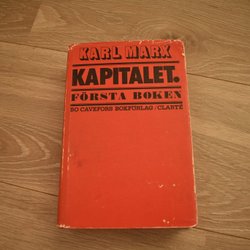 KARL MARX
KAPITALET.
FÖRSTA BOKEN
BO CAVEFORS BOKFÖRLAG/CLARTÉ